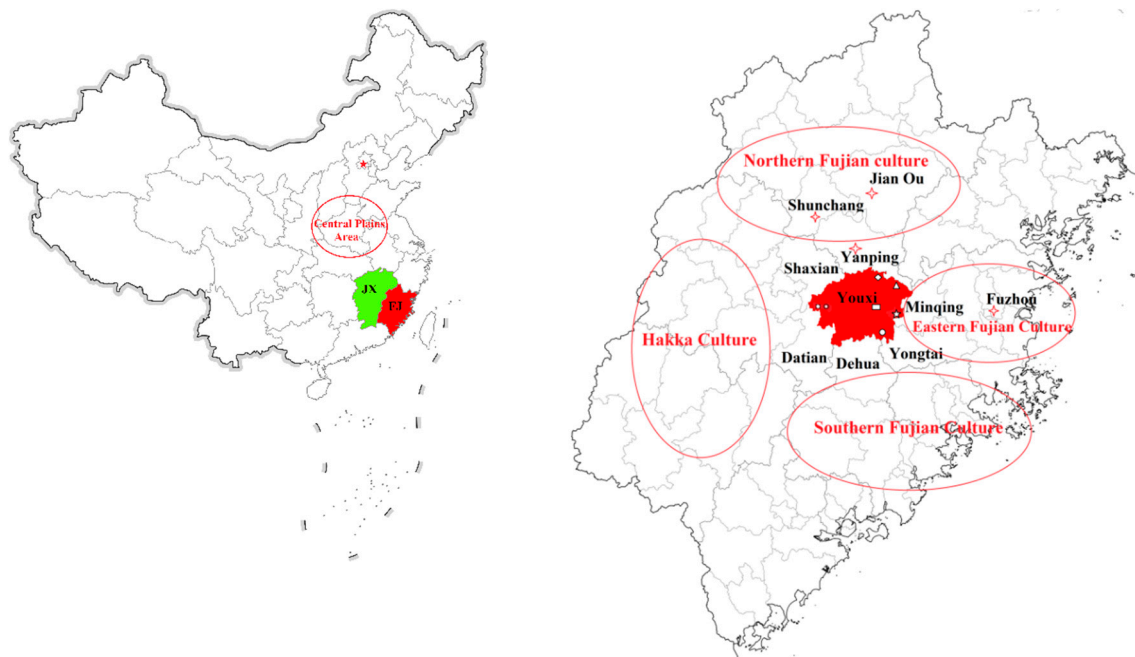 Central Plains
Area
JX
FJ
Northern Fujian culture
Jian Ou
Shunchang
Yanping
Shaxian
Youxi
Minqing
Fuzhou
Eastern Fujian Culture
Hakka Culture
Datian
Dehua
Yongtai
Southern Fujian Culture